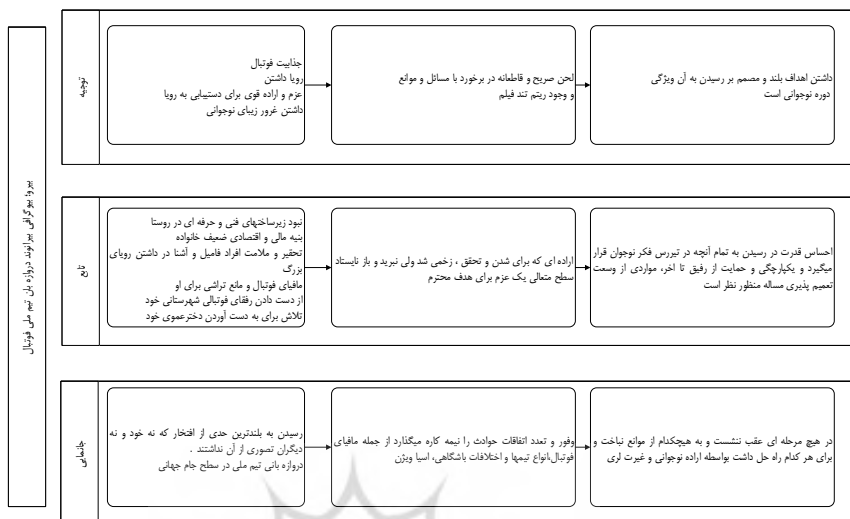 بیرو؛ بیوگرافی بیرانوند دروازه بان تیم ملی فوتبال
توجیه
جذابیت فوتبال
رویا داشتن
عزم و اراده قوی برای دستیبابی به رویا
داشتن غرور زیبای نوجوانی
لحن صریح و قاطعانه در برخورد با مسائل و موانع
و وجود ریتم تند فیلم
داشتن اهداف بلند و مصمم بر رسیدن به آن ویژگی
دوره نوجوانی است
تابع
نبود زیرساختهای فنی و حرفه ای در روستا
بنیه مالی و اقتصادی ضعیف خانواده
تحقیر و ملامت افراد فامیل و آشنا در داشتن رویای
بزرگ
مافیای فوتبال و مانع تراشی برای او
از دست دادن رفقای فوتبالی شهرستانی خود
تلاش برای به دست آوردن دخترعموی خود
اراده ای که برای شدن و تحقق ، زخمی شد ولی نبرید و باز نایستاد
سطح متعالی یک عزم برای هدف محترم
احساس قدرت در رسیدن به تمام آنچه در تیررس فکر نوجوان قرار
میگیرد و یکپارچگی و حمایت از رفیق تا اخر، مواردی از وسعت
تعمیم پذیری مساله منظور نظر است
جانمایی
رسیدن به بلندترین حدی از افتخار که نه خود و نه
دیگران تصوری از آن نداشتند .
دروازه بانی تیم ملی در سطح جام جهانی
وفور و تعدد اتفاقات حوادث را نیمه کاره میگذارد از جمله مافیای
فوتبال،انواع تیمها و اختلافات باشگاهی، اسیا ویژن
در هیچ مرحله ای عقب ننشست و به هیچکدام از موانع نباخت و
برای هر کدام راه حل داشت بواسطه اراده نوجوانی و غیرت لری